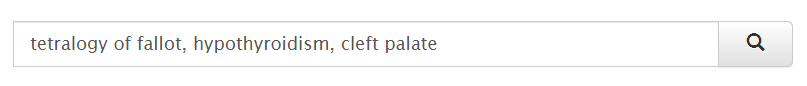 tetralogy of fallot, hypothyroidism, cleft palate